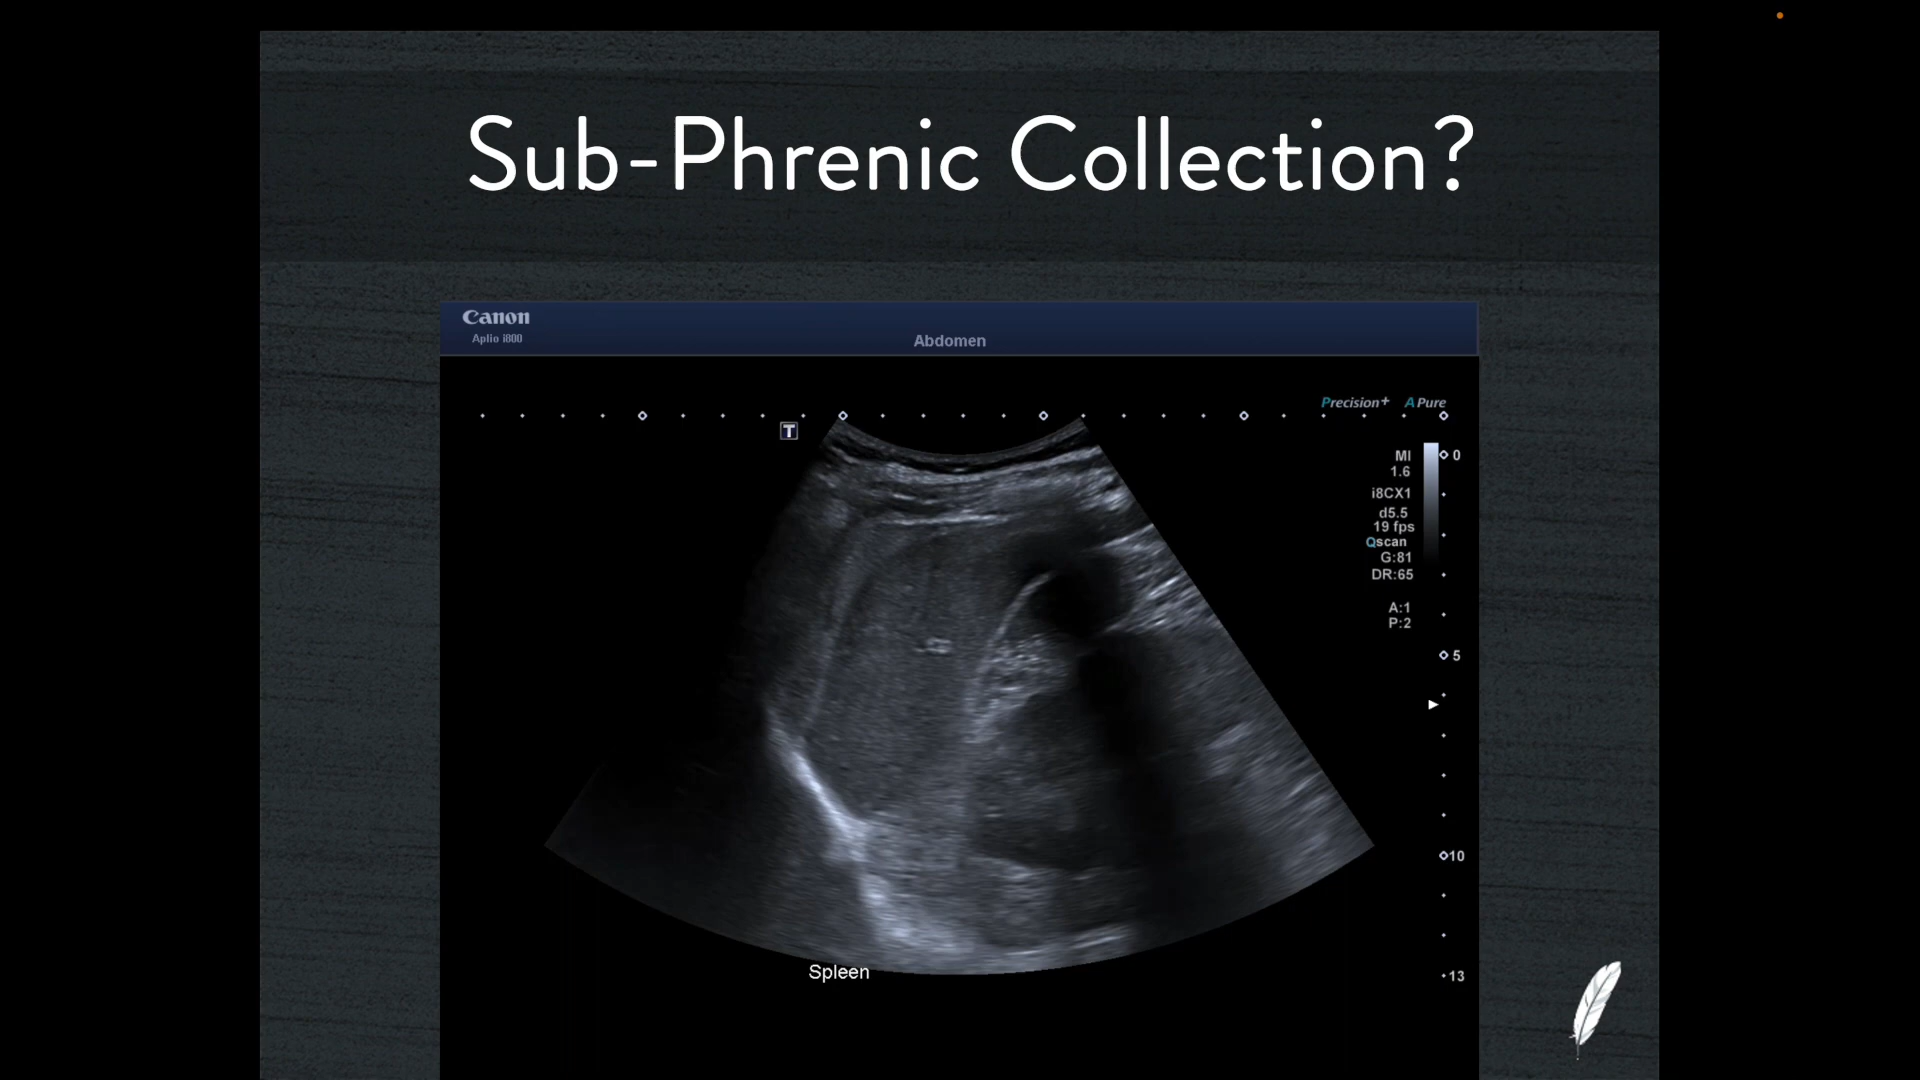 Sub-Phrenic Collection?
Canon
Aplio i800
Abdomen
Precision+ APure
T
MI
1.6
i8CX1
d5.5
19 fps
Qscan
G:81
DR:65
A:1
P:2
0
5
10
13
Spleen